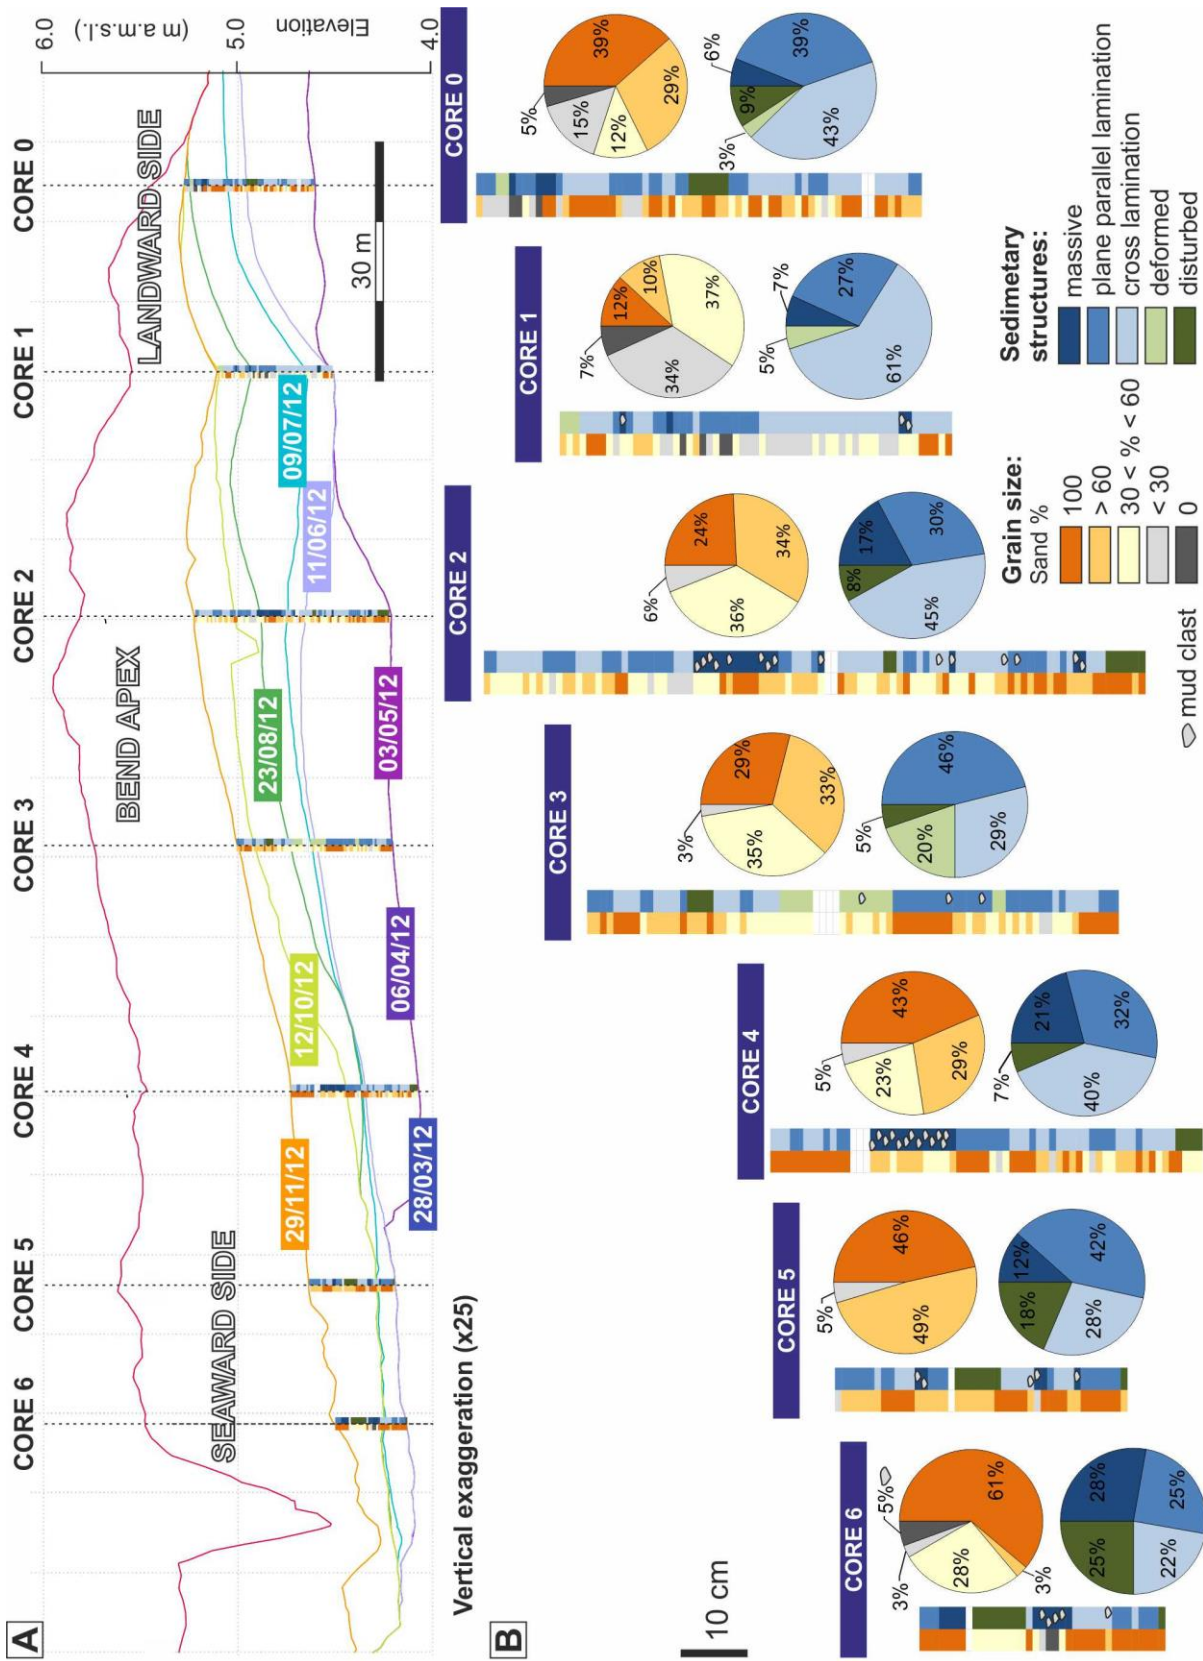 A
CORE 6
CORE 5
CORE 4
CORE 3
CORE 2
CORE 1
CORE 0
6.0
5.0
4.0
Elevation
(m a.m.s.l.)
SEAWARD SIDE
BEND APEX
LANDWARD SIDE
29/11/12
12/10/12
23/08/12
09/07/12
11/06/12
28/03/12
06/04/12
03/05/12
30 m
Vertical exaggeration (x25)
B
10 cm
CORE 6
61%
3%
28%
3%
5%
28%
25%
22%
25%
CORE 5
46%
49%
5%
12%
42%
28%
18%
CORE 4
43%
29%
23%
5%
21%
32%
40%
7%
CORE 3
29%
33%
35%
3%
46%
29%
20%
5%
CORE 2
24%
34%
36%
6%
17%
30%
45%
8%
CORE 1
12%
10%
37%
34%
7%
7%
27%
61%
5%
CORE 0
39%
29%
12%
15%
5%
6%
39%
43%
3%
9%
mud clast
Grain size:
Sand %
100
> 60
30 < % < 60
< 30
0
Sedimetary
structures:
massive
plane parallel lamination
cross lamination
deformed
disturbed